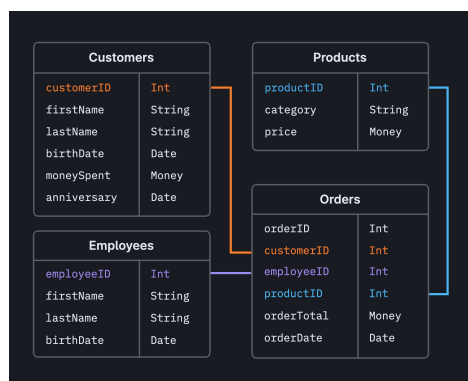 Customers
customerID Int
firstName String
lastName String
birthDate Date
moneySpent Money
anniversary Date
Products
productID Int
category String
price Money
Employees
employeeID Int
firstName String
lastName String
birthDate Date
Orders
orderID Int
customerID Int
employeeID Int
productID Int
orderTotal Money
orderDate Date